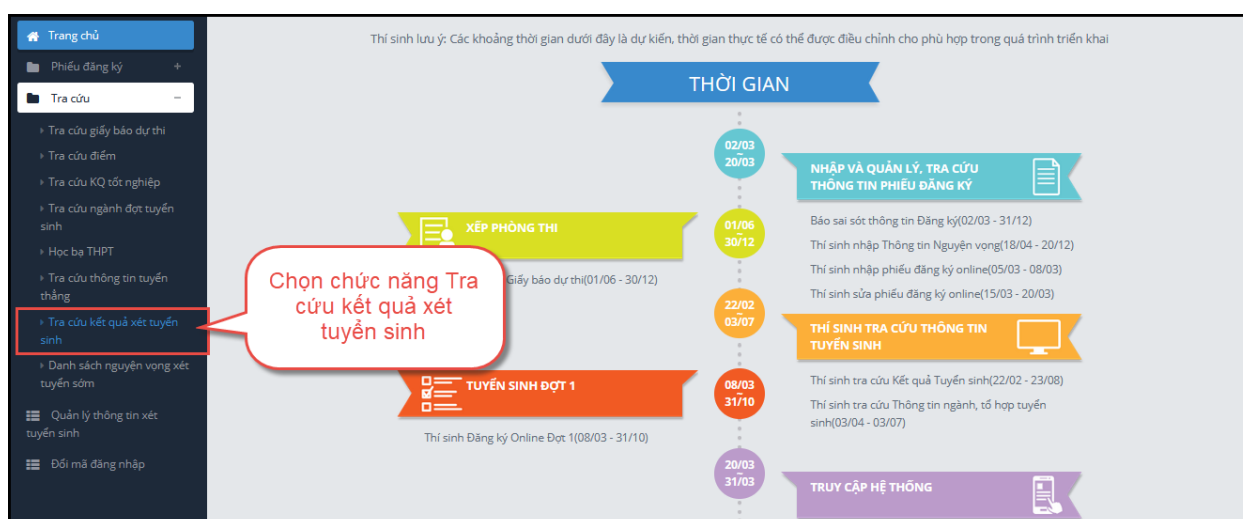 Trang chủ
Phiếu đăng ký +
Tra cứu −
Tra cứu giấy báo dự thi
Tra cứu điểm
Tra cứu KQ tốt nghiệp
Tra cứu ngành đợt tuyển
sinh
Học bạ THPT
Tra cứu thông tin tuyển
thẳng
Tra cứu kết quả xét tuyển
sinh
Danh sách nguyện vọng xét
tuyển sớm
Quản lý thông tin xét
tuyển sinh
Đổi mã đăng nhập
Chọn chức năng Tra
cứu kết quả xét
tuyển sinh
Thí sinh lưu ý: Các khoảng thời gian dưới đây là dự kiến, thời gian thực tế có thể được điều chỉnh cho phù hợp trong quá trình triển khai
THỜI GIAN
02/03
~
20/03
NHẬP VÀ QUẢN LÝ, TRA CỨU
THÔNG TIN PHIẾU ĐĂNG KÝ
Báo sai sót thông tin Đăng ký(02/03 - 31/12)
Thí sinh nhập Thông tin Nguyện vọng(18/04 - 20/12)
Thí sinh nhập phiếu đăng ký online(05/03 - 08/03)
Thí sinh sửa phiếu đăng ký online(15/03 - 20/03)
XẾP PHÒNG THI
01/06
~
30/12
Giấy báo dự thi(01/06 - 30/12)
22/02
~
03/07
THÍ SINH TRA CỨU THÔNG TIN
TUYỂN SINH
Thí sinh tra cứu Kết quả Tuyển sinh(22/02 - 23/08)
Thí sinh tra cứu Thông tin ngành, tổ hợp tuyển
sinh(03/04 - 03/07)
TUYỂN SINH ĐỢT 1
08/03
~
31/10
Thí sinh Đăng ký Online Đợt 1(08/03 - 31/10)
20/03
~
31/03
TRUY CẬP HỆ THỐNG